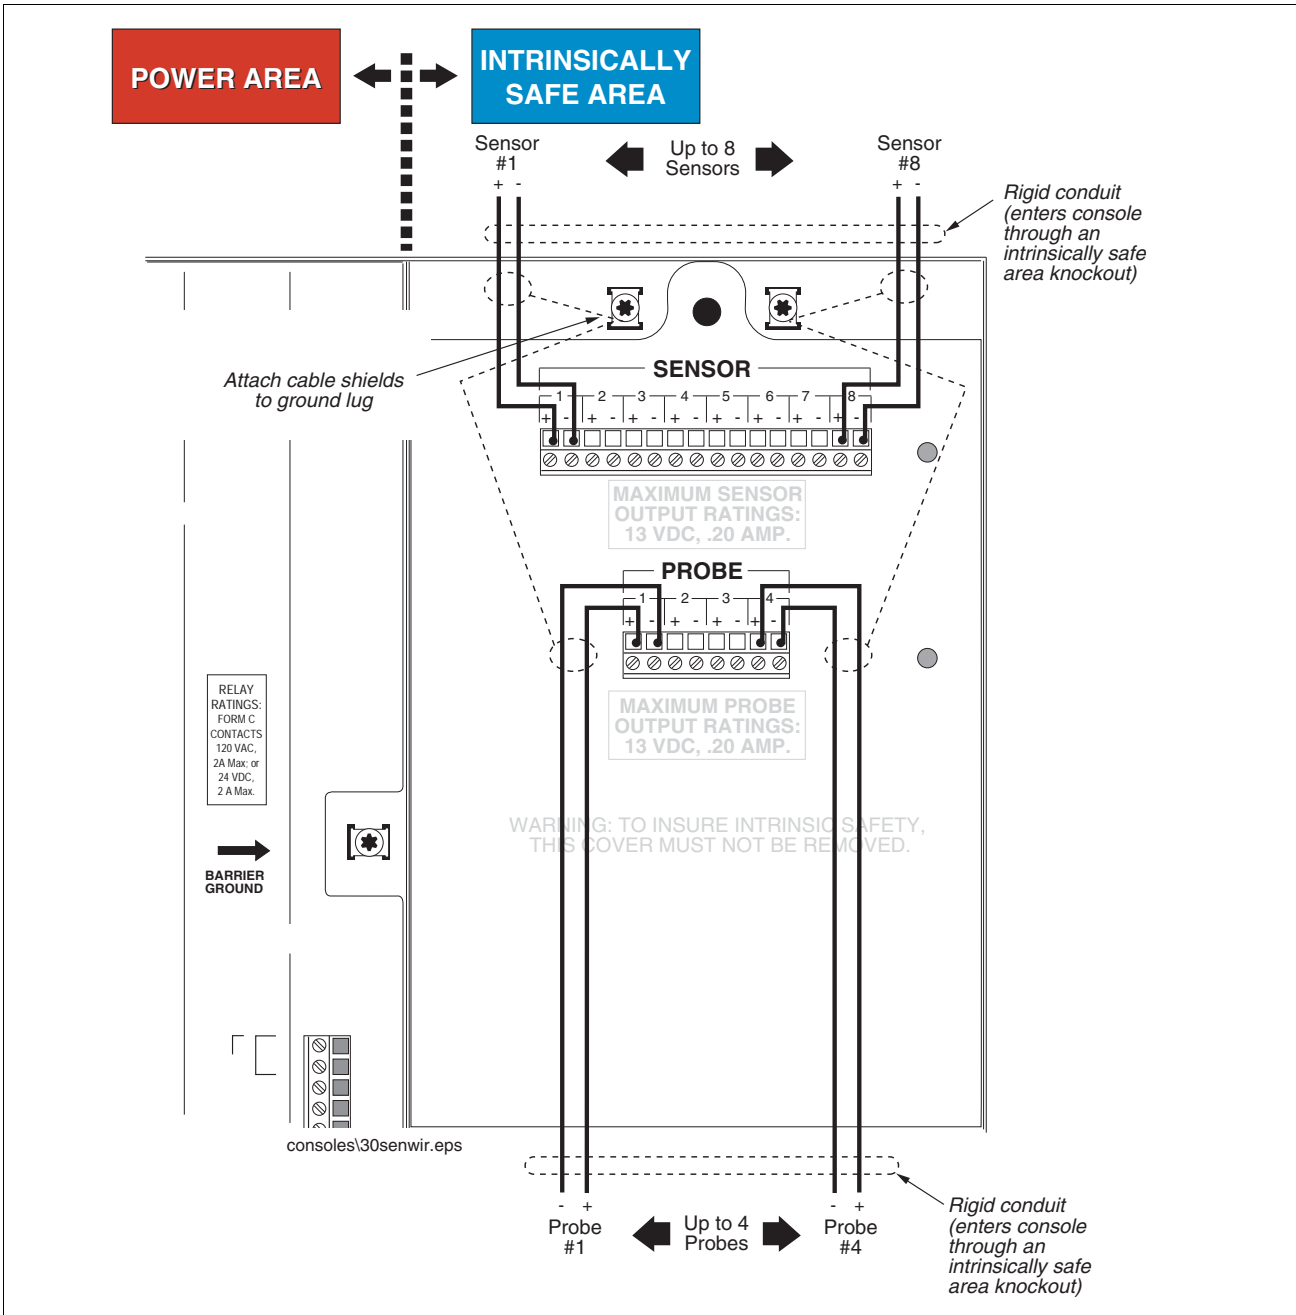 POWER AREA
INTRINSICALLY
SAFE AREA
Sensor
#1
+ -
Up to 8
Sensors
Sensor
#8
+ -
Rigid conduit
(enters console
through an
intrinsically safe
area knockout)
Attach cable shields
to ground lug
SENSOR
1 2 3 4 5 6 7 8
+ - + - + - + - + - + - + - + -
MAXIMUM SENSOR
OUTPUT RATINGS:
13 VDC, .20 AMP.
PROBE
1 2 3 4
+ - + - + - + -
MAXIMUM PROBE
OUTPUT RATINGS:
13 VDC, .20 AMP.
RELAY
RATINGS:
FORM C
CONTACTS
120 VAC,
2A Max; or
24 VDC,
2 A Max.
WARNING: TO INSURE INTRINSIC SAFETY,
THIS COVER MUST NOT BE REMOVED.
BARRIER
GROUND
consoles\30senwir.eps
- +
Probe
#1
Up to 4
Probes
- +
Probe
#4
Rigid conduit
(enters console
through an
intrinsically safe
area knockout)